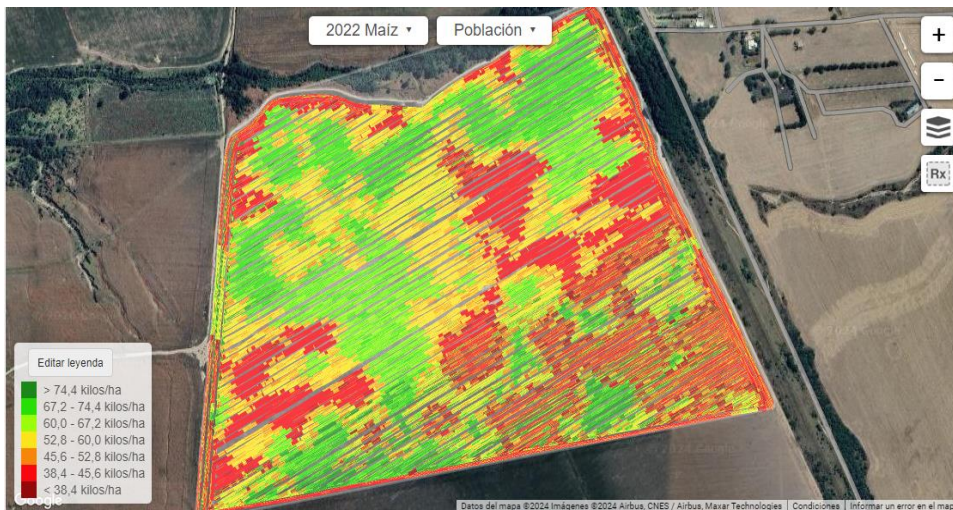 2022 Maíz ▾
Población ▾
+
−
Rx
Editar leyenda
> 74,4 kilos/ha
67,2 - 74,4 kilos/ha
60,0 - 67,2 kilos/ha
52,8 - 60,0 kilos/ha
45,6 - 52,8 kilos/ha
38,4 - 45,6 kilos/ha
< 38,4 kilos/ha
Google
Datos del mapa ©2024 Imágenes ©2024 Airbus, CNES / Airbus, Maxar Technologies
Condiciones
Informar un error en el map